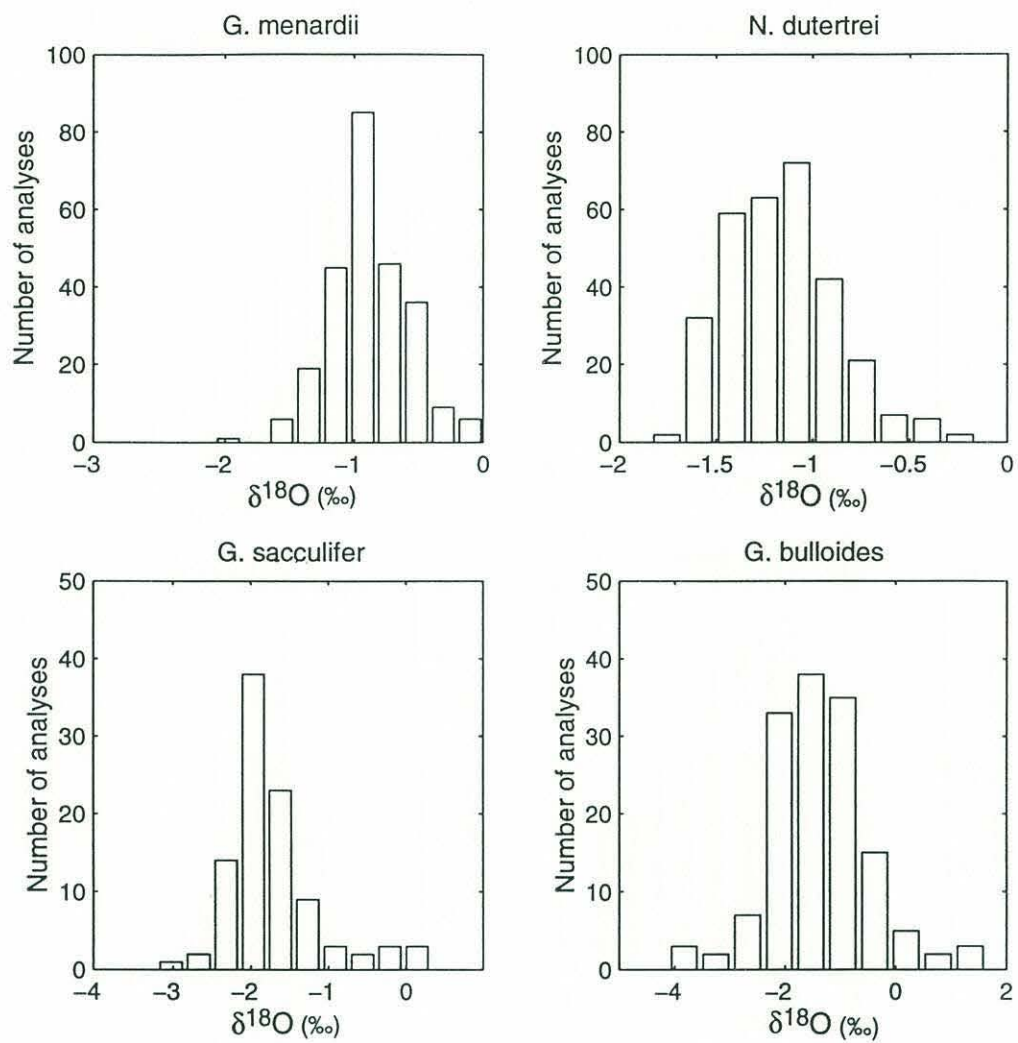 G. menardii
Number of analyses
100
80
60
40
20
0
−3 −2 −1 0
δ¹⁸O (‰)
N. dutertrei
Number of analyses
100
80
60
40
20
0
−2 −1.5 −1 −0.5 0
δ¹⁸O (‰)
G. sacculifer
Number of analyses
50
40
30
20
10
0
−4 −3 −2 −1 0
δ¹⁸O (‰)
G. bulloides
Number of analyses
50
40
30
20
10
0
−4 −2 0 2
δ¹⁸O (‰)